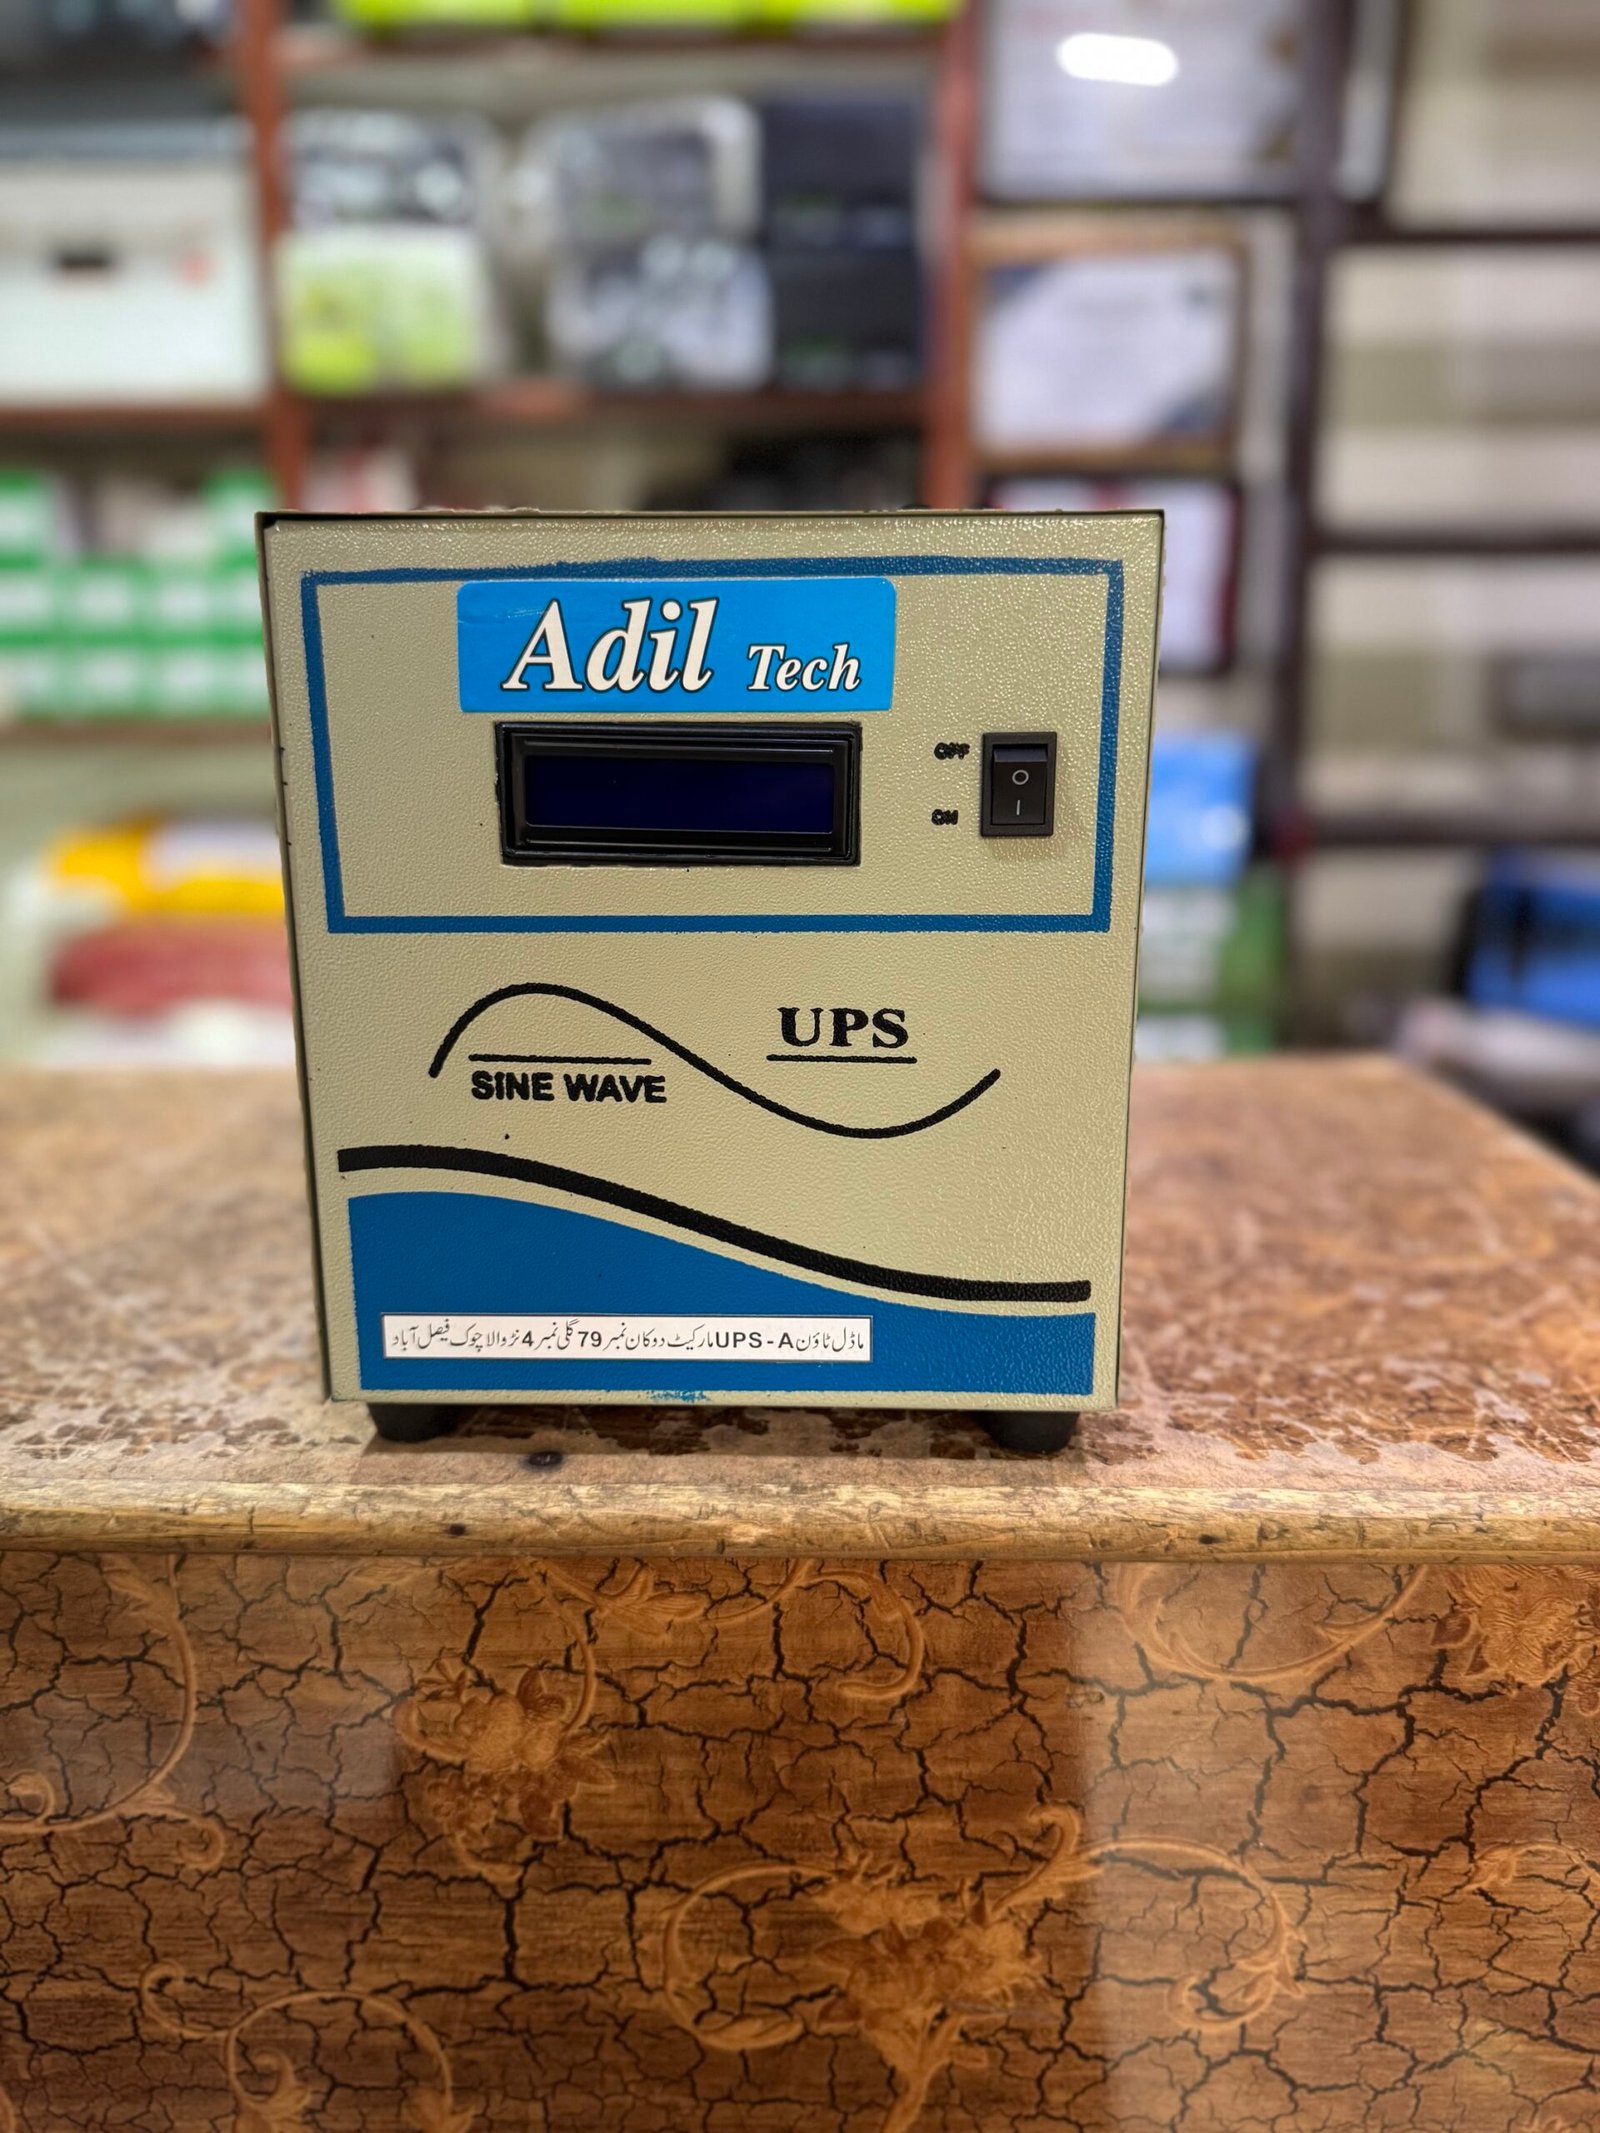 Adil Tech
OFF
ON
UPS
SINE WAVE
ماڈل ٹاؤن UPS - A مارکیٹ دوکان نمبر 79 گلی نمبر 4 نڑوالا چوک فیصل آباد